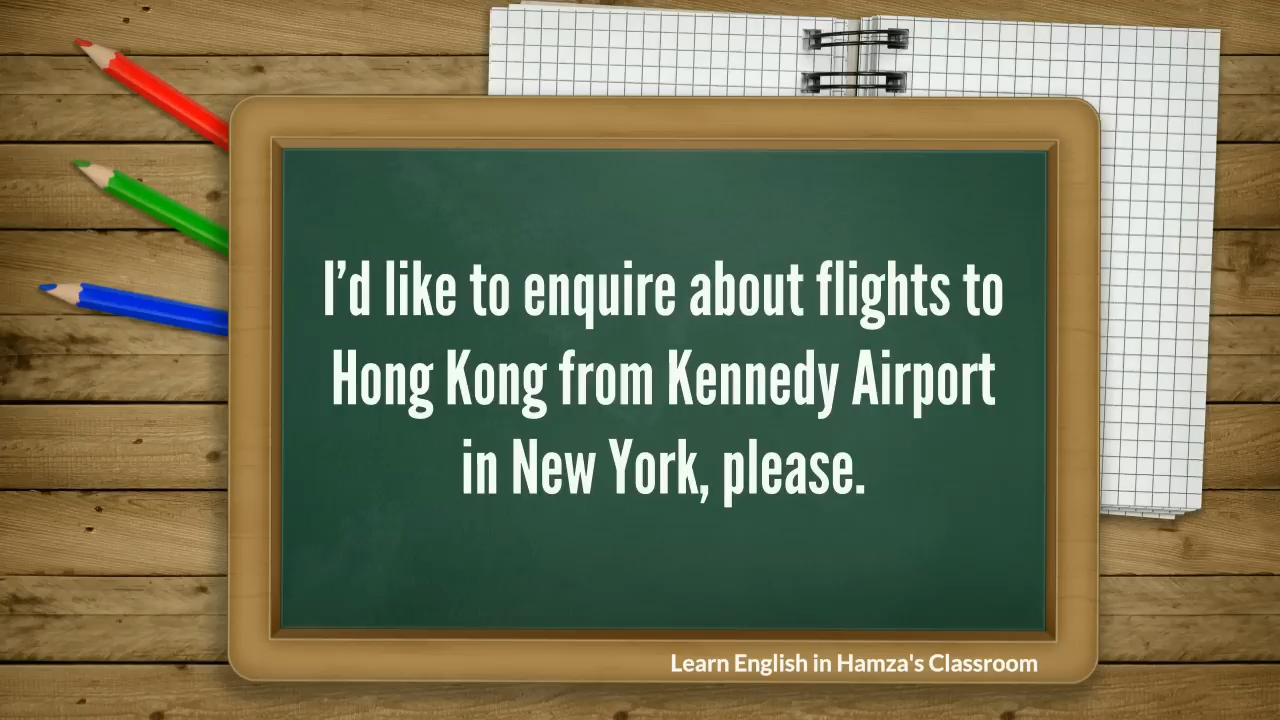 I’d like to enquire about flights to
Hong Kong from Kennedy Airport
in New York, please.
Learn English in Hamza's Classroom